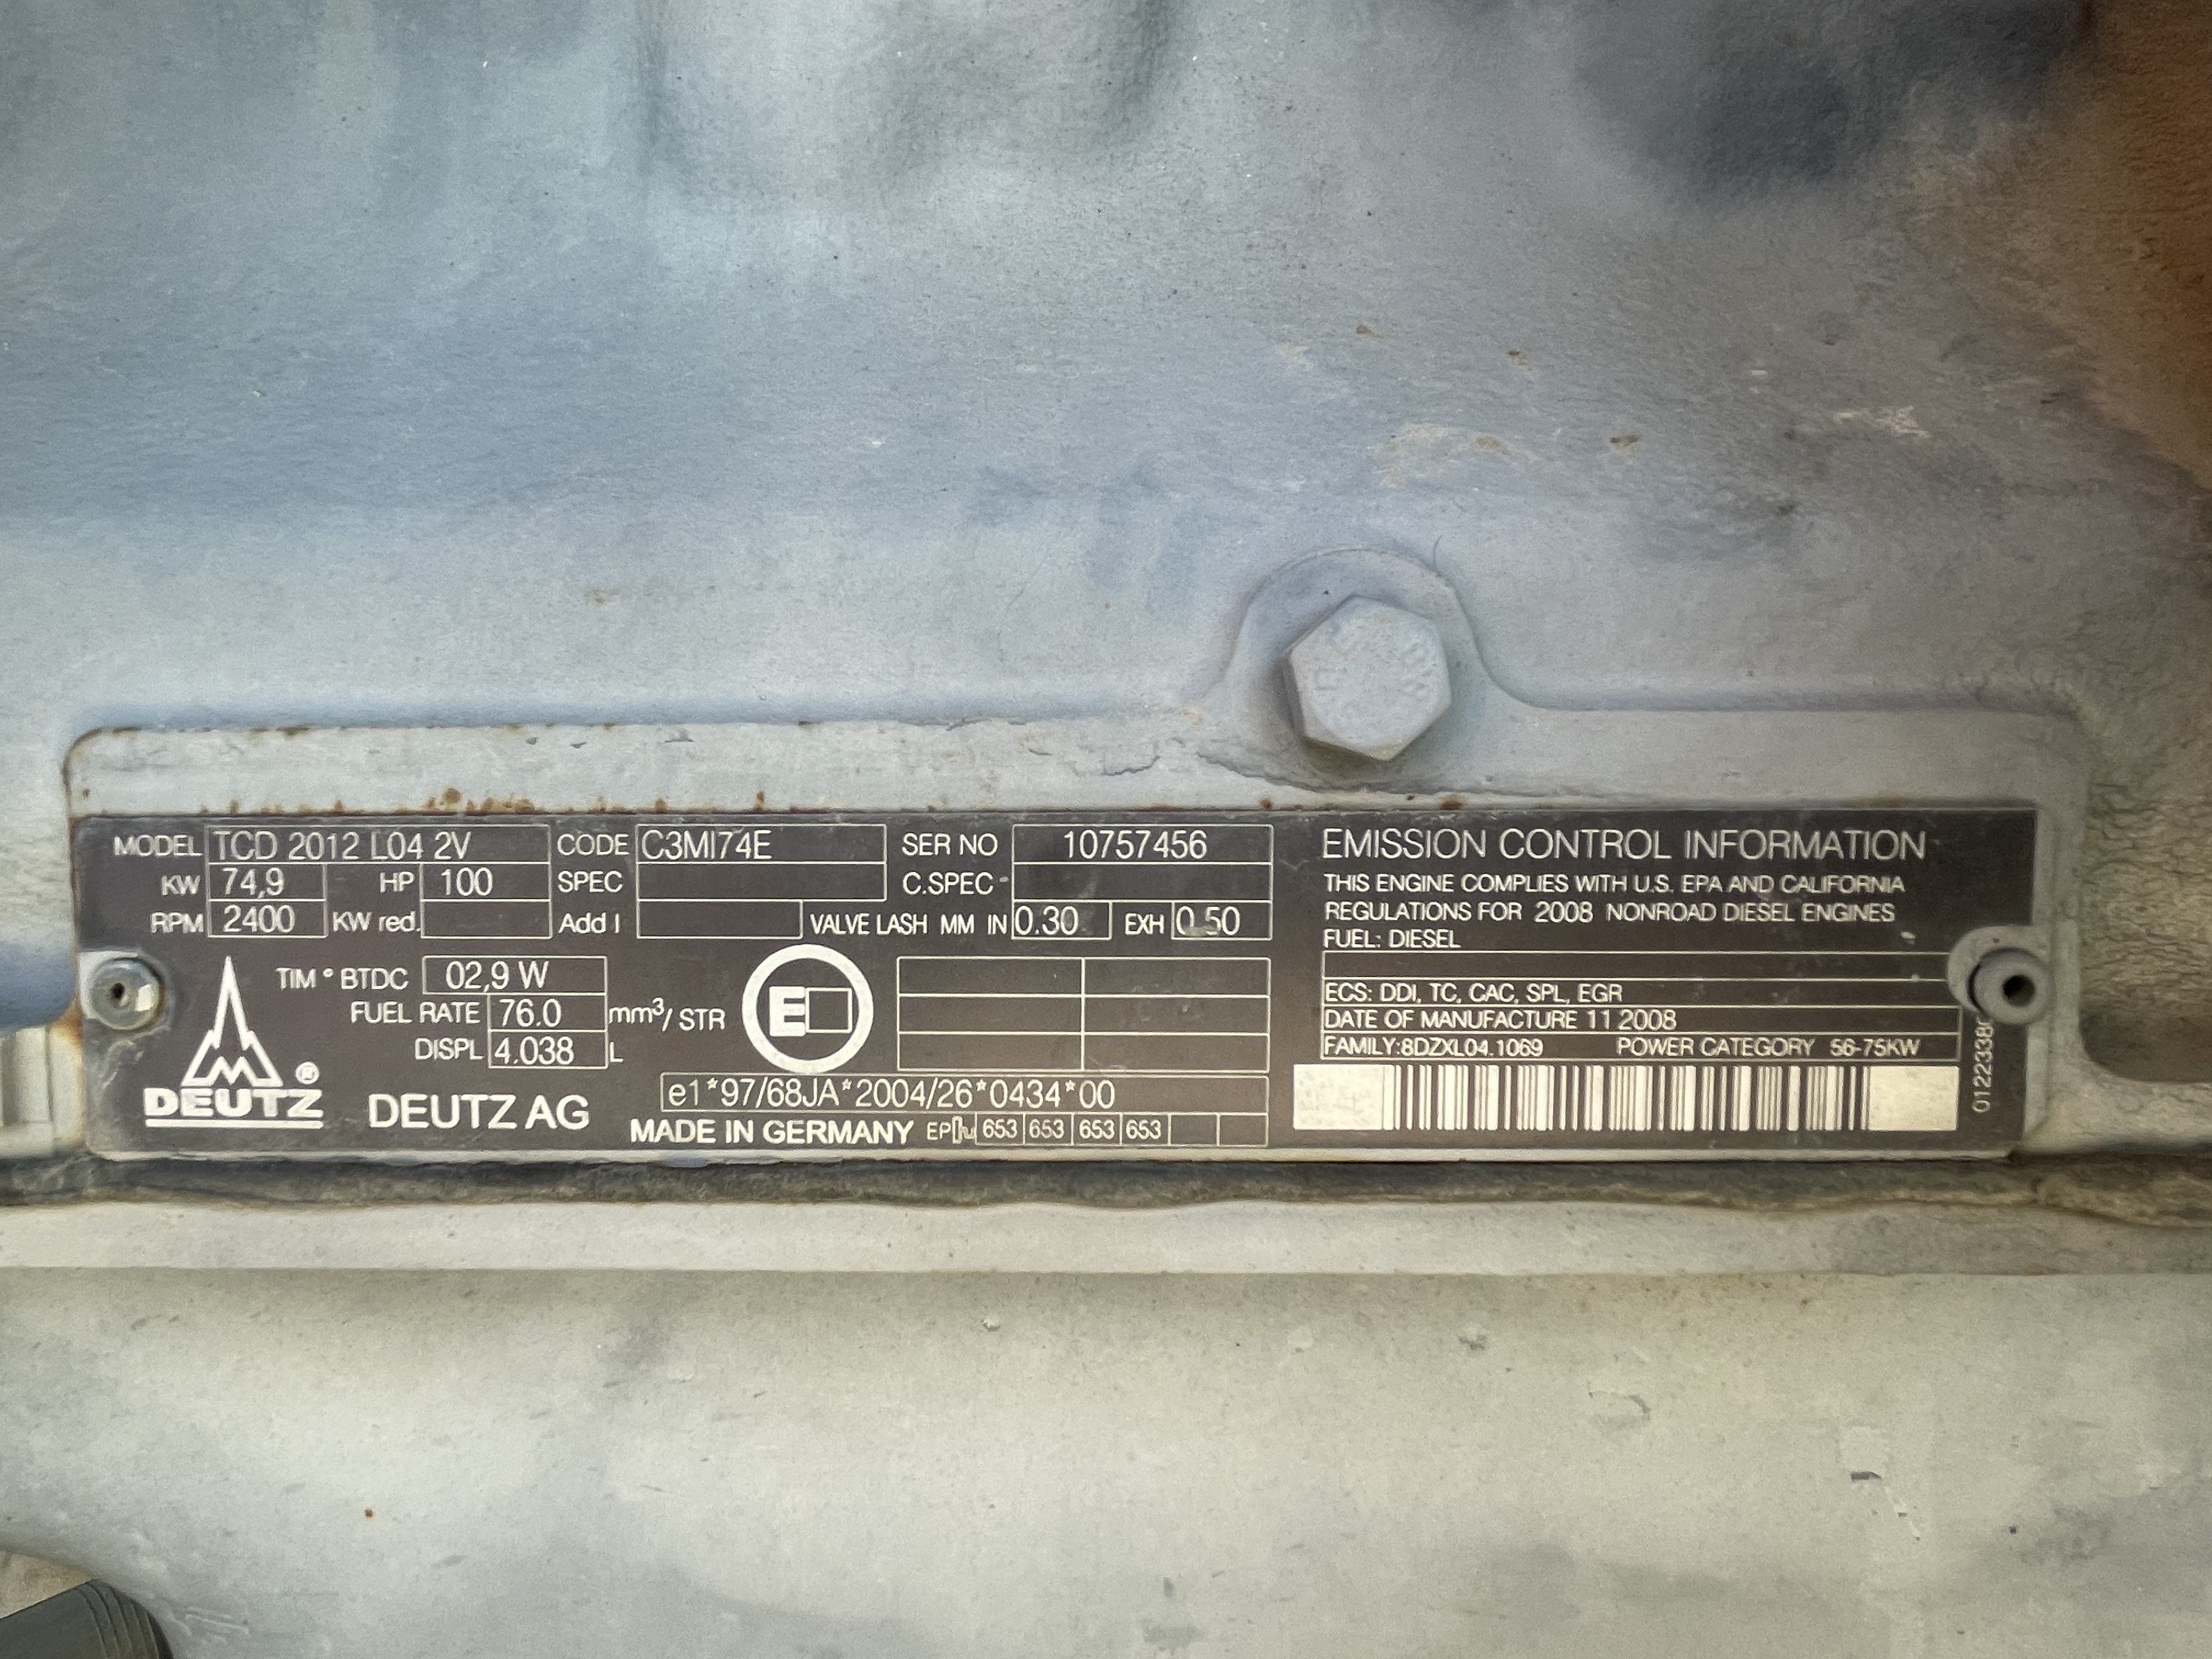 MODEL TCD 2012 L04 2V CODE C3MI74E SER NO 10757456
KW 74,9 HP 100 SPEC C.SPEC
RPM 2400 KW red. Add I VALVE LASH MM IN 0.30 EXH 0.50
TIM ° BTDC 02,9 W
FUEL RATE 76.0 mm³/ STR
DISPL 4.038 L
E
DEUTZ ®
DEUTZ AG
e1*97/68JA*2004/26*0434*00
MADE IN GERMANY EP 653 653 653 653
EMISSION CONTROL INFORMATION
THIS ENGINE COMPLIES WITH U.S. EPA AND CALIFORNIA
REGULATIONS FOR 2008 NONROAD DIESEL ENGINES
FUEL: DIESEL
ECS: DDI, TC, CAC, SPL, EGR
DATE OF MANUFACTURE 11 2008
FAMILY:8DZXL04.1069 POWER CATEGORY 56-75KW